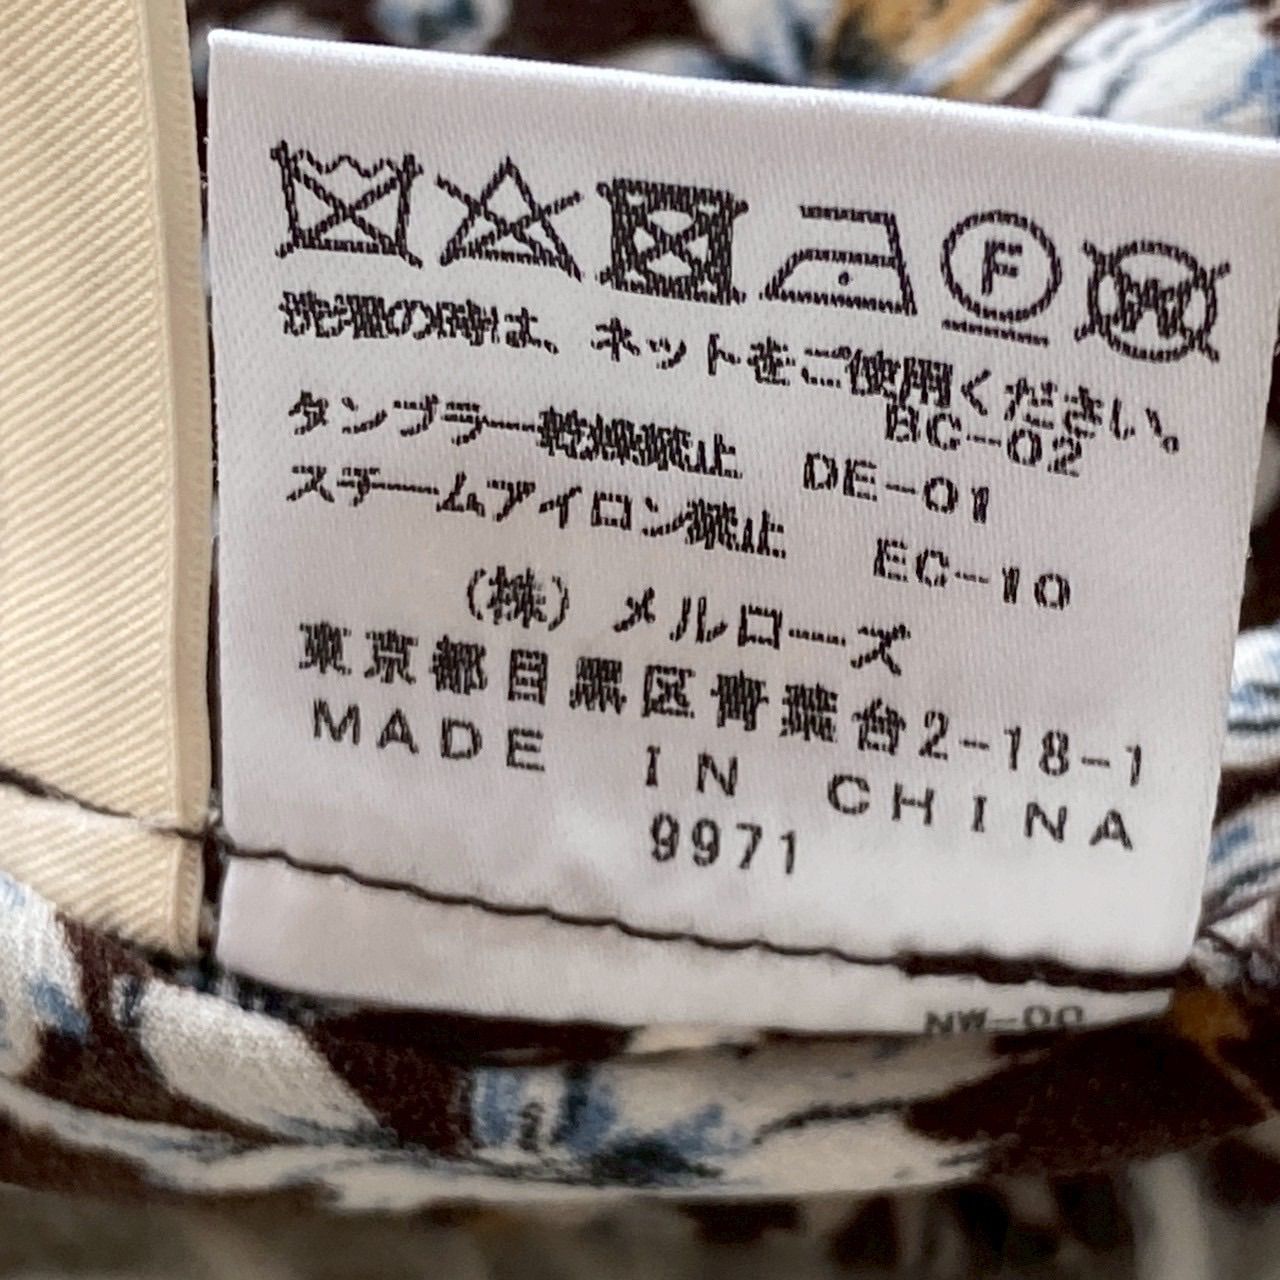 F W
洗濯の時は、ネットをご使用ください。
BC-02
タンブラー乾燥禁止 DE-01
スチームアイロン禁止 EC-10
(株) メルローズ
東京都目黒区青葉台2-18-1
MADE IN CHINA
9971
NW-00